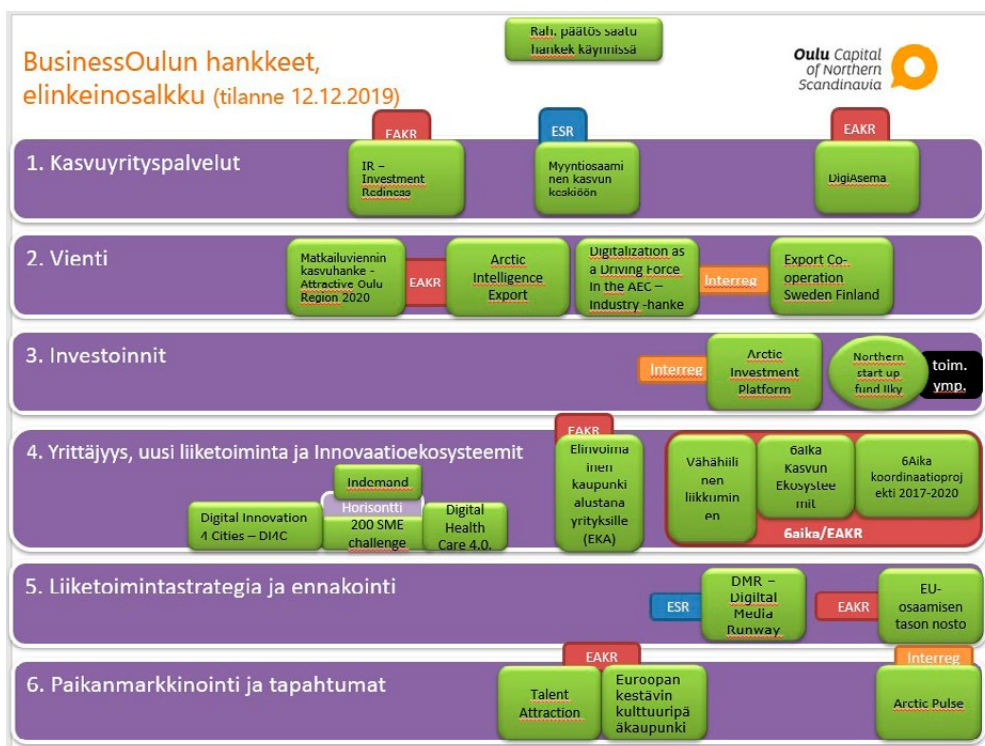 Rah. päätös saatu
hankek käynnissä
BusinessOulun hankkeet,
elinkeinosalkku (tilanne 12.12.2019)
Oulu Capital
of Northern
Scandinavia
EAKR
ESR
EAKR
1. Kasvuyrityspalvelut
IR –
Investment
Rediness
Myyntiosaami
nen kasvun
keskiöön
DigiAsema
2. Vienti
Matkailuviennin
kasvuhanke -
Attractive Oulu
Region 2020
EAKR
Arctic
Intelligence
Export
Digitalization as
a Driving Force
In the AEC –
Industry -hanke
Interreg
Export Co-
operation
Sweden Finland
3. Investoinnit
Interreg
Arctic
Investment
Platform
Northern
start up
fund Ilky
toim.
ymp.
4. Yrittäjyys, uusi liiketoiminta ja Innovaatioekosysteemit
Indemand
Horisontti
Digital Innovation
4 Cities – DI4C
200 SME
challenge
Digital
Health
Care 4.0.
EAKR
Elinvoima
inen
kaupunki
alustana
yrityksille
(EKA)
Vähähiili
nen
liikkumin
en
6aika
Kasvun
Ekosystee
mit
6Aika
koordinaatioproj
ekti 2017-2020
6aika/EAKR
5. Liiketoimintastrategia ja ennakointi
ESR
DMR –
Digiltal
Media
Runway
EAKR
EU-
osaamisen
tason nosto
6. Paikanmarkkinointi ja tapahtumat
EAKR
Talent
Attraction
Euroopan
kestävin
kulttuuripä
äkaupunki
Interreg
Arctic Pulse